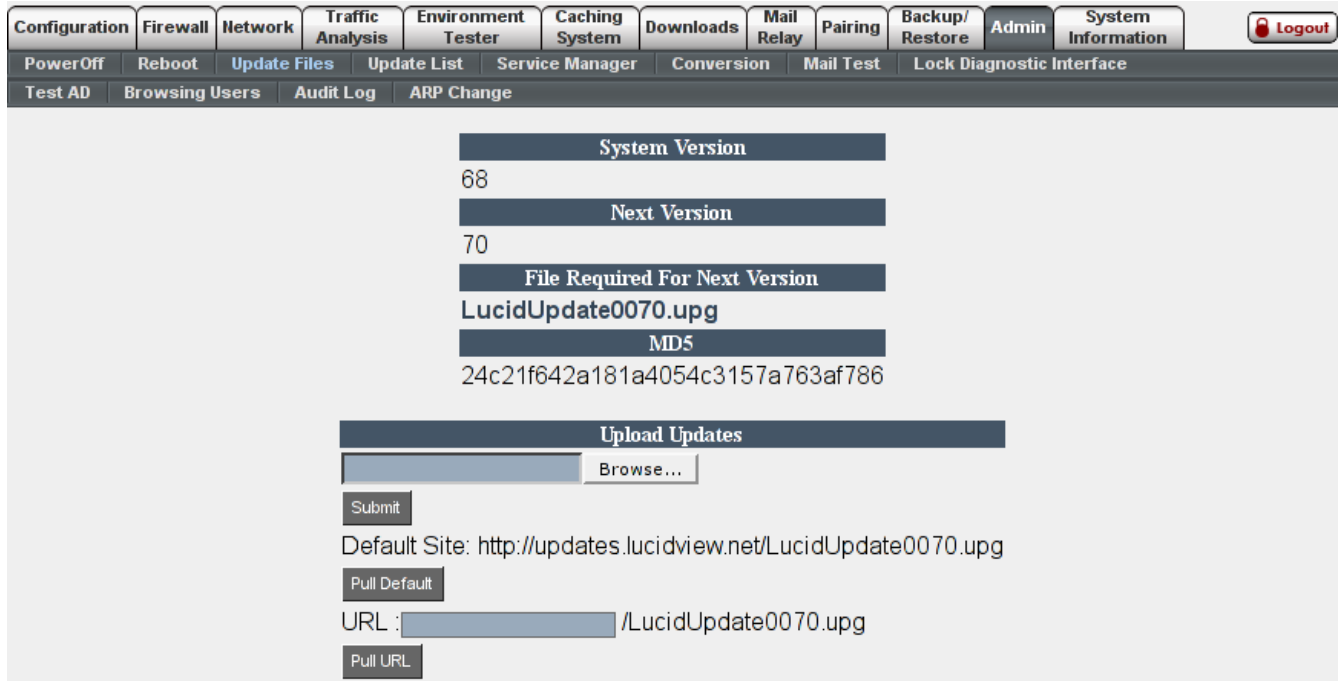 Configuration Firewall Network Traffic Analysis Environment Tester Caching System Downloads Mail Relay Pairing Backup/ Restore Admin System Information Logout
PowerOff Reboot Update Files Update List Service Manager Conversion Mail Test Lock Diagnostic Interface
Test AD Browsing Users Audit Log ARP Change
System Version
68
Next Version
70
File Required For Next Version
LucidUpdate0070.upg
MD5
24c21f642a181a4054c3157a763af786
Upload Updates
Browse...
Submit
Default Site: http://updates.lucidview.net/LucidUpdate0070.upg
Pull Default
URL : /LucidUpdate0070.upg
Pull URL